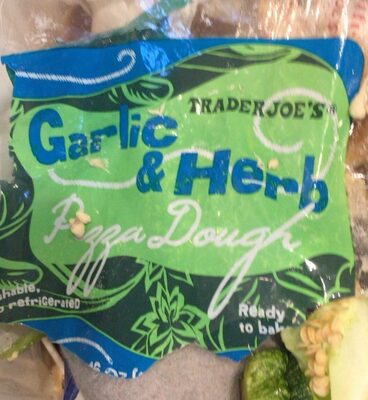 TRADER JOE'S®
Garlic
& Herb
Pizza Dough
refrigerated
Ready
to bake